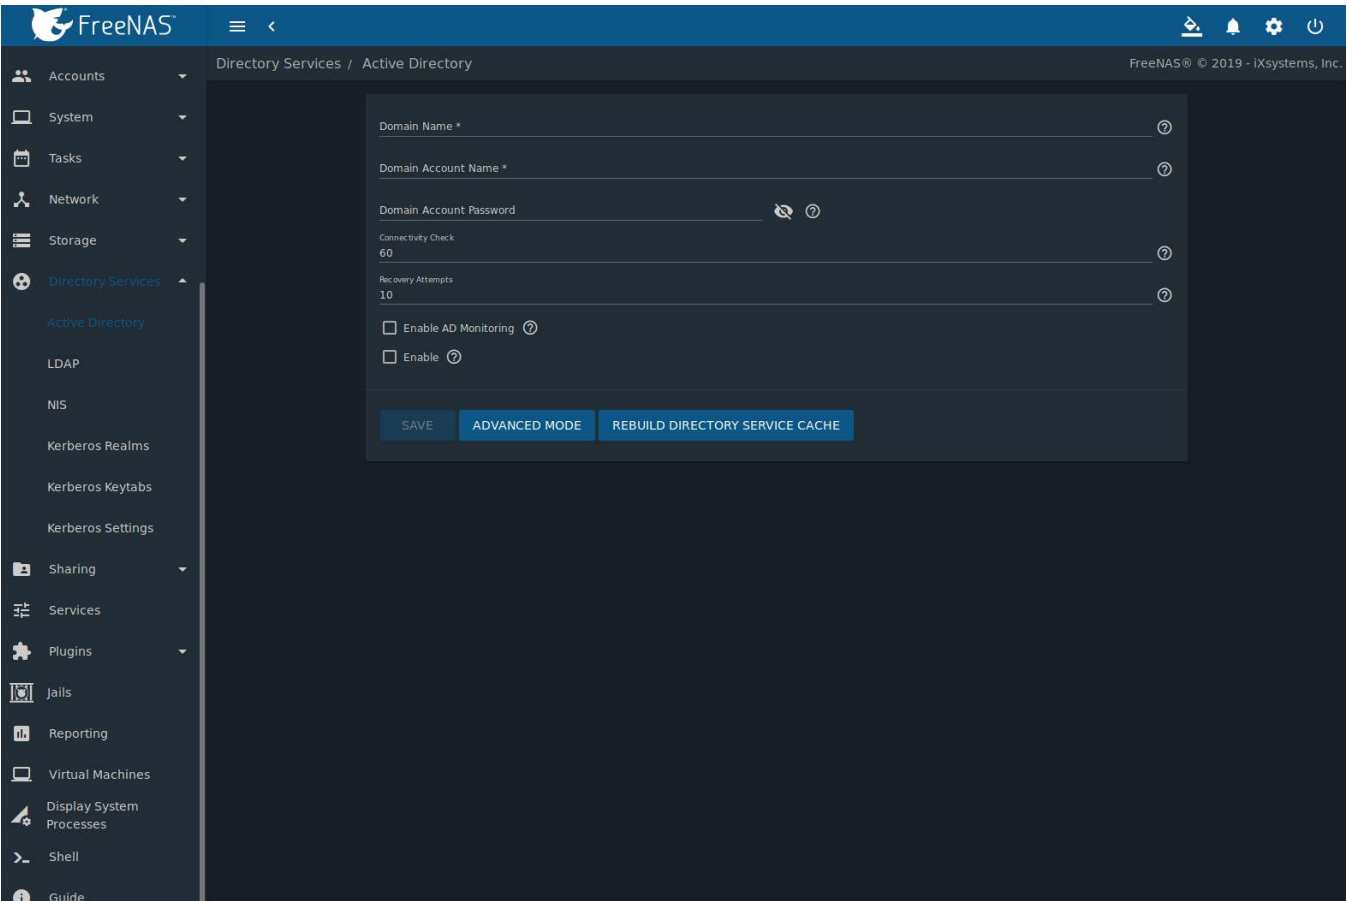 FreeNAS
Directory Services / Active Directory
FreeNAS® © 2019 - iXsystems, Inc.
Accounts
System
Tasks
Network
Storage
Directory Services
Active Directory
LDAP
NIS
Kerberos Realms
Kerberos Keytabs
Kerberos Settings
Sharing
Services
Plugins
Jails
Reporting
Virtual Machines
Display System
Processes
Shell
Guide
Domain Name *
Domain Account Name *
Domain Account Password
Connectivity Check
60
Recovery Attempts
10
Enable AD Monitoring
Enable
SAVE
ADVANCED MODE
REBUILD DIRECTORY SERVICE CACHE